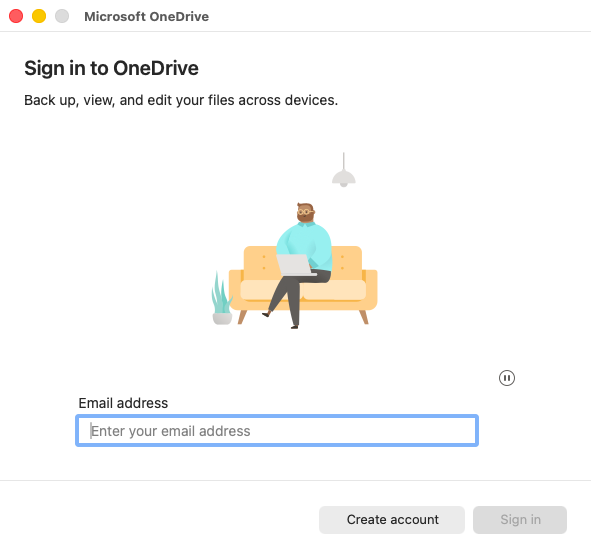 Microsoft OneDrive
Sign in to OneDrive
Back up, view, and edit your files across devices.
Email address
Enter your email address
Create account
Sign in